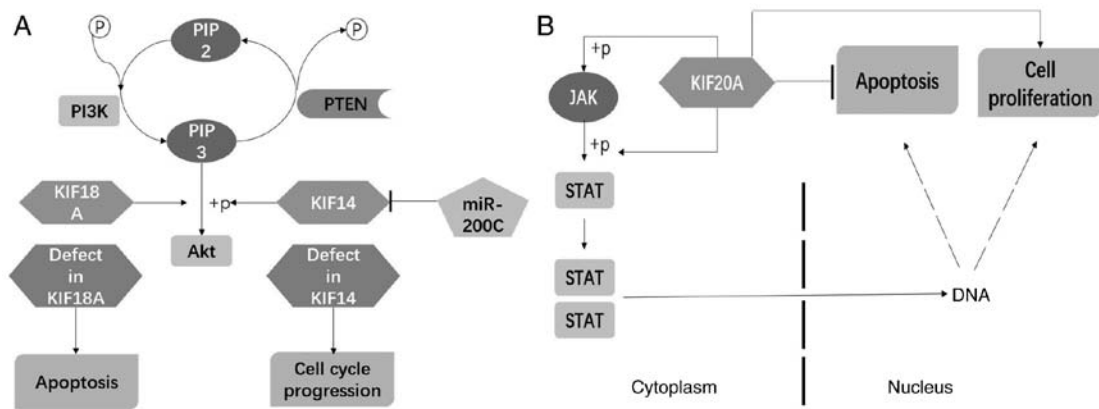 A
P
PIP
2
P
PI3K
PTEN
PIP
3
KIF18
A
+p
KIF14
miR-
200C
Akt
Defect
in
KIF18A
Defect
in
KIF14
Apoptosis
Cell cycle
progression
B
+p
JAK
KIF20A
Apoptosis
Cell
proliferation
+p
STAT
STAT
STAT
DNA
Cytoplasm
Nucleus